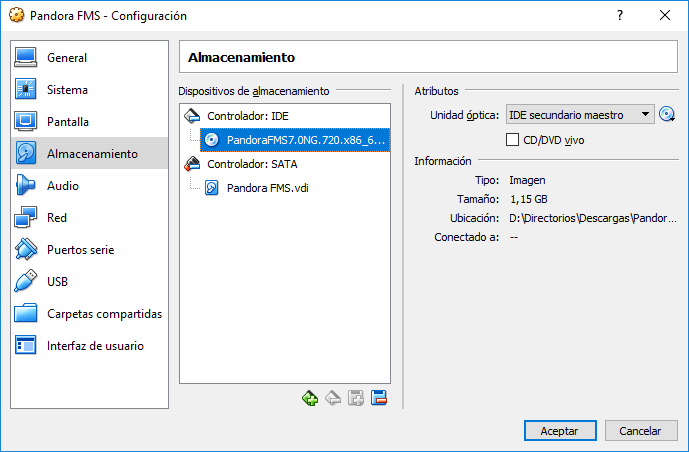 Pandora FMS - Configuración
General
Sistema
Pantalla
Almacenamiento
Audio
Red
Puertos serie
USB
Carpetas compartidas
Interfaz de usuario
Almacenamiento
Dispositivos de almacenamiento
Controlador: IDE
PandoraFMS7.0NG.720.x86_6...
Controlador: SATA
Pandora FMS.vdi
Atributos
Unidad óptica: IDE secundario maestro
CD/DVD vivo
Información
Tipo: Imagen
Tamaño: 1,15 GB
Ubicación: D:\Directorios\Descargas\Pandor...
Conectado a: --
Aceptar Cancelar